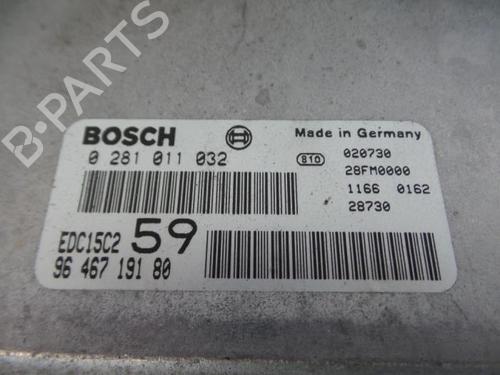 B-PARTS
BOSCH
Made in Germany
0 281 011 032
810
020730
28FM0000
1166 0162
28730
EDC15C2 59
96 467 191 80